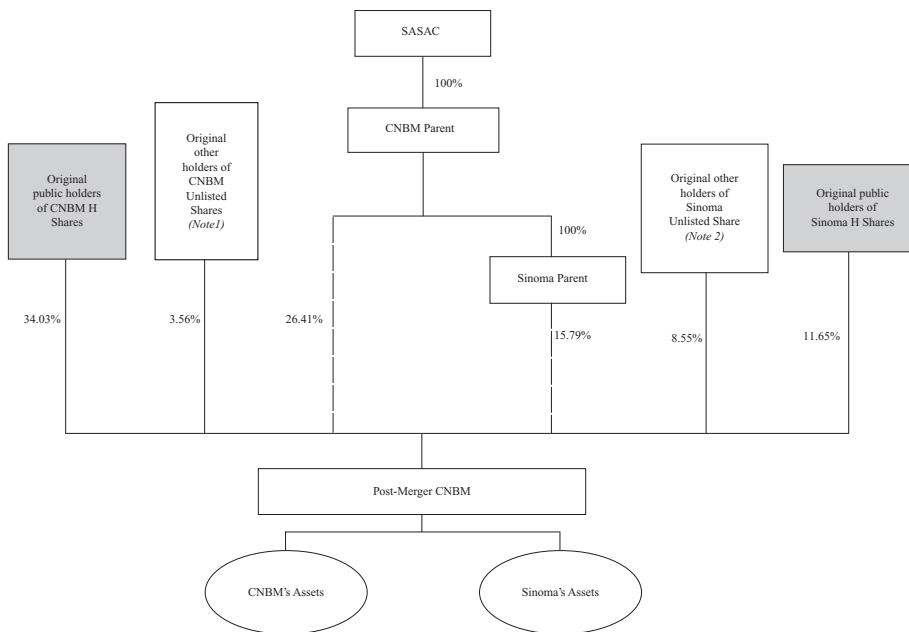 SASAC
100%
CNBM Parent
Original
public holders
of CNBM H
Shares
Original
other
holders of
CNBM
Unlisted
Shares
(Note1)
Original other
holders of
Sinoma
Unlisted Share
(Note 2)
Original public
holders of
Sinoma H Shares
100%
Sinoma Parent
34.03%
3.56%
26.41%
15.79%
8.55%
11.65%
Post-Merger CNBM
CNBM's Assets
Sinoma's Assets